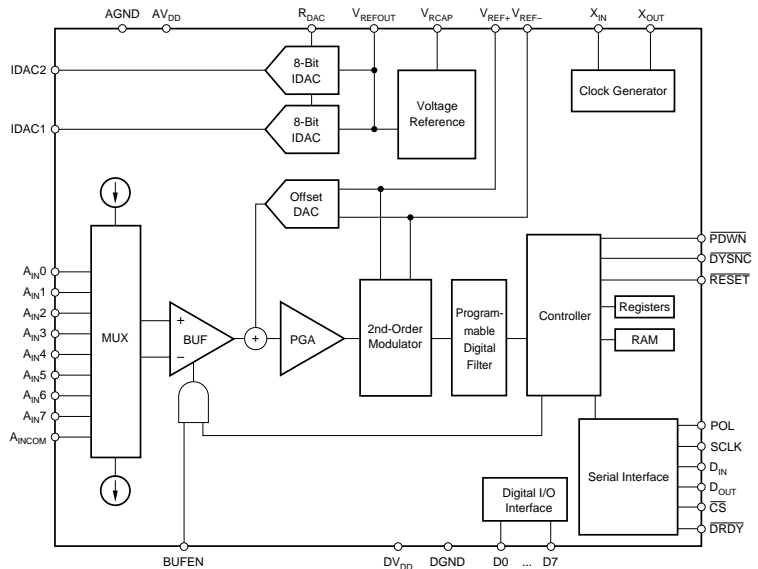 AGND AVDD RDAC VREFOUT VRCAP VREF+ VREF– XIN XOUT
IDAC2
8-Bit
IDAC
IDAC1
8-Bit
IDAC
Voltage
Reference
Clock Generator
Offset
DAC
AIN0
AIN1
AIN2
AIN3
AIN4
AIN5
AIN6
AIN7
AINCOM
MUX
+
BUF
–
+
PGA
2nd-Order
Modulator
Program-
mable
Digital
Filter
Controller
Registers
RAM
PDWN
DYSNC
RESET
Serial Interface
POL
SCLK
DIN
DOUT
CS
DRDY
Digital I/O
Interface
BUFEN DVDD DGND D0 ... D7